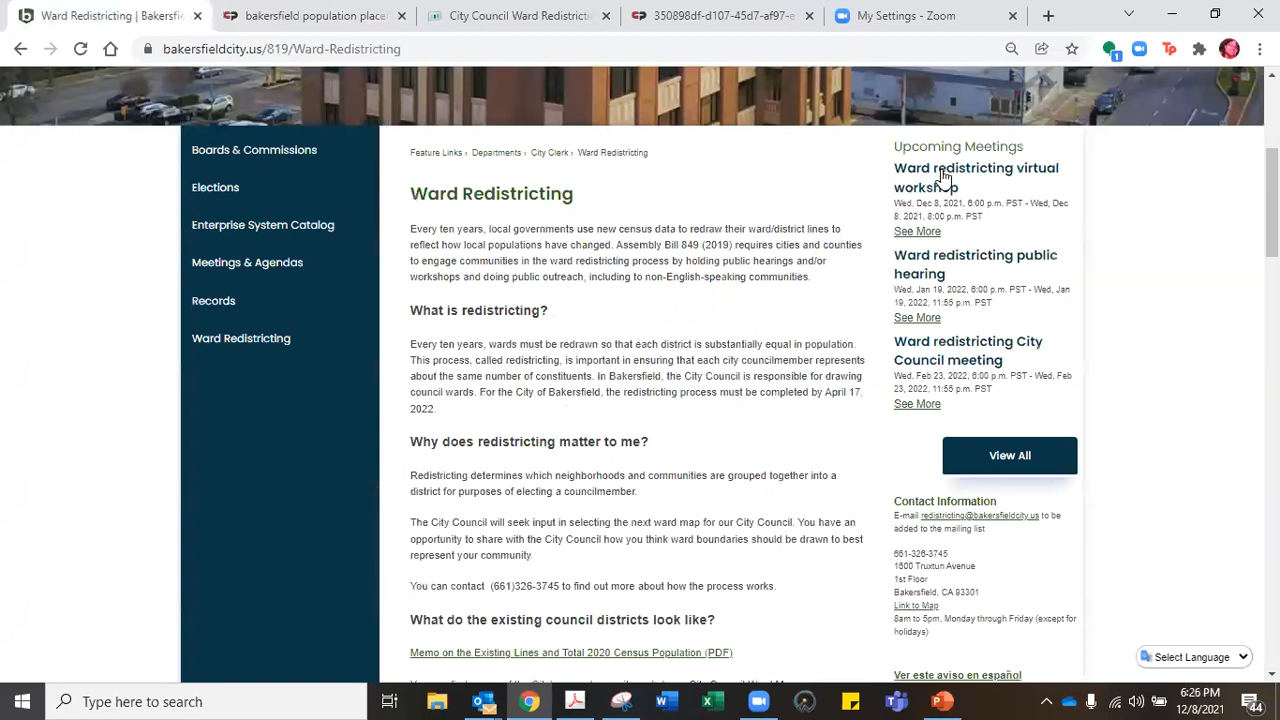 Ward Redistricting | Bakersfi
bakersfield population place
City Council Ward Redistricti
350898df-d107-45d7-af97-e
My Settings - Zoom
bakersfieldcity.us/819/Ward-Redistricting
1
Boards & Commissions
Elections
Enterprise System Catalog
Meetings & Agendas
Records
Ward Redistricting
Feature Links › Departments › City Clerk › Ward Redistricting
Ward Redistricting
Every ten years, local governments use new census data to redraw their ward/district lines to
reflect how local populations have changed. Assembly Bill 849 (2019) requires cities and counties
to engage communities in the ward redistricting process by holding public hearings and/or
workshops and doing public outreach, including to non-English-speaking communities.
What is redistricting?
Every ten years, wards must be redrawn so that each district is substantially equal in population.
This process, called redistricting, is important in ensuring that each city councilmember represents
about the same number of constituents. In Bakersfield, the City Council is responsible for drawing
council wards. For the City of Bakersfield, the redistricting process must be completed by April 17,
2022.
Why does redistricting matter to me?
Redistricting determines which neighborhoods and communities are grouped together into a
district for purposes of electing a councilmember.
The City Council will seek input in selecting the next ward map for our City Council. You have an
opportunity to share with the City Council how you think ward boundaries should be drawn to best
represent your community.
You can contact (661)326-3745 to find out more about how the process works.
What do the existing council districts look like?
Memo on the Existing Lines and Total 2020 Census Population (PDF)
Upcoming Meetings
Ward redistricting virtual
workshop
Wed, Dec 8, 2021, 6:00 p.m. PST - Wed, Dec
8, 2021, 8:00 p.m. PST
See More
Ward redistricting public
hearing
Wed, Jan 19, 2022, 6:00 p.m. PST - Wed, Jan
19, 2022, 11:55 p.m. PST
See More
Ward redistricting City
Council meeting
Wed, Feb 23, 2022, 6:00 p.m. PST - Wed, Feb
23, 2022, 11:55 p.m. PST
See More
View All
Contact Information
E-mail redistricting@bakersfieldcity.us to be
added to the mailing list
661-326-3745
1600 Truxtun Avenue
1st Floor
Bakersfield, CA 93301
Link to Map
8am to 5pm, Monday through Friday (except for
holidays)
Ver este aviso en español
Select Language
Type here to search
6:26 PM
12/8/2021
44